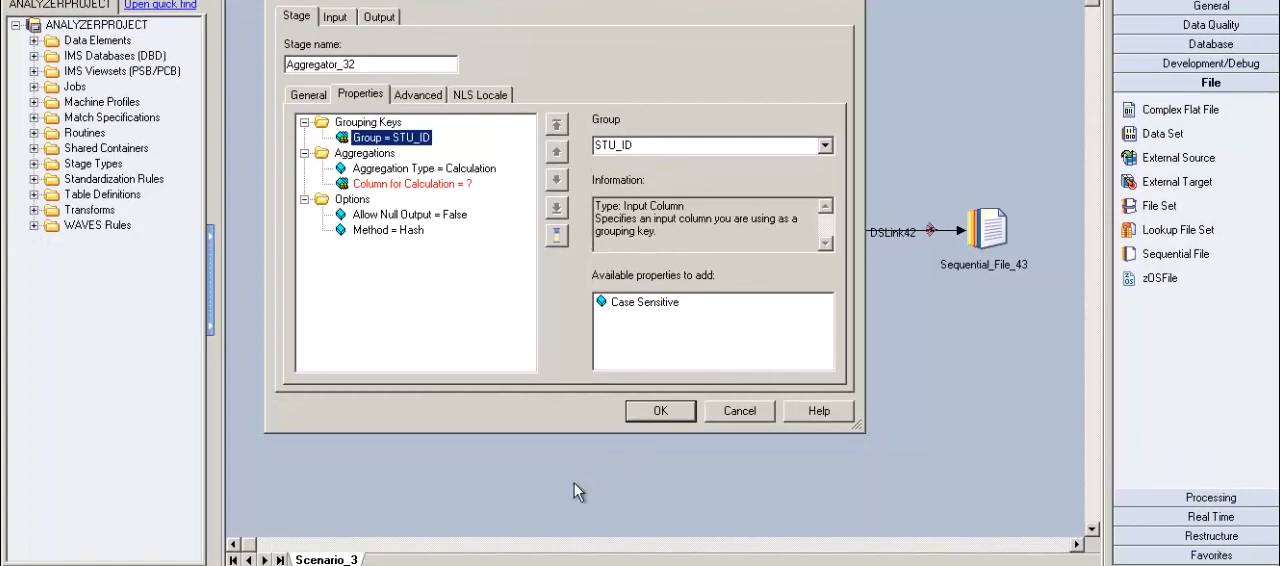 ANALYZERPROJECT
Open quick find
ANALYZERPROJECT
Data Elements
IMS Databases (DBD)
IMS Viewsets (PSB/PCB)
Jobs
Machine Profiles
Match Specifications
Routines
Shared Containers
Stage Types
Standardization Rules
Table Definitions
Transforms
WAVES Rules
Stage
Input
Output
Stage name:
Aggregator_32
General
Properties
Advanced
NLS Locale
Grouping Keys
Group = STU_ID
Aggregations
Aggregation Type = Calculation
Column for Calculation = ?
Options
Allow Null Output = False
Method = Hash
Group
STU_ID
Information:
Type: Input Column
Specifies an input column you are using as a
grouping key.
Available properties to add:
Case Sensitive
OK
Cancel
Help
DSLink42
Sequential_File_43
Scenario_3
General
Data Quality
Database
Development/Debug
File
Complex Flat File
Data Set
External Source
External Target
File Set
Lookup File Set
Sequential File
zOSFile
Processing
Real Time
Restructure
Favorites